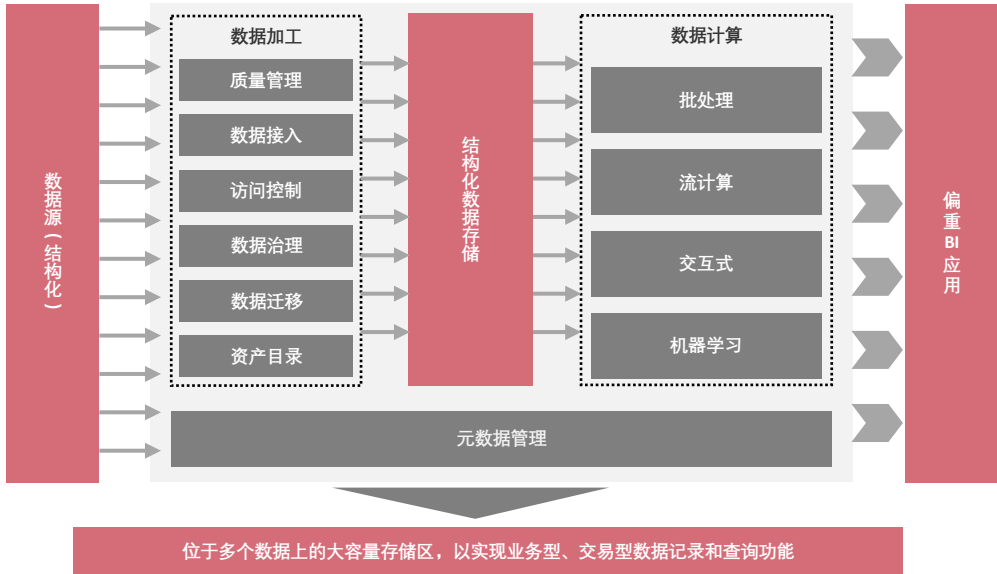 数据源(结构化)
数据加工
质量管理
数据接入
访问控制
数据治理
数据迁移
资产目录
结构化数据存储
数据计算
批处理
流计算
交互式
机器学习
元数据管理
偏重BI应用
位于多个数据上的大容量存储区，以实现业务型、交易型数据记录和查询功能